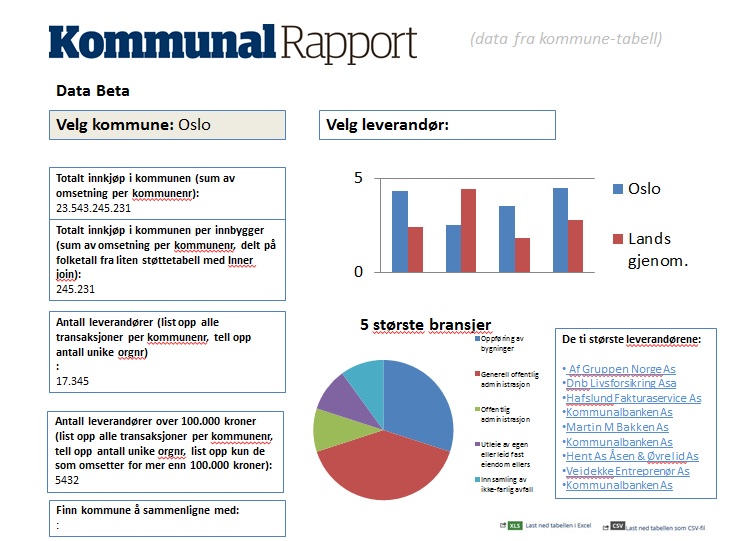 Kommunal Rapport
(data fra kommune-tabell)
Data Beta
Velg kommune: Oslo
Velg leverandør:
Totalt innkjøp i kommunen (sum av
omsetning per kommunenr):
23.543.245.231
Totalt innkjøp i kommunen per innbygger
(sum av omsetning per kommunenr, delt på
folketall fra liten støttetabell med Inner
join):
245.231
5
0
Oslo
Lands
gjenom.
Antall leverandører (list opp alle
transaksjoner per kommunenr, tell opp
antall unike orgnr)
:
17.345
Antall leverandører over 100.000 kroner
(list opp alle transaksjoner per kommunenr,
tell opp antall unike orgnr, list opp kun de
som omsetter for mer enn 100.000 kroner):
5432
Finn kommune å sammenligne med:
:
5 største bransjer
Oppføring av
bygninger
Generell offentlig
administrasjon
Offentlig
administrasjon
Utleie av egen
eller leid fast
eiendom ellers
Innsamling av
ikke-farlig avfall
De ti største leverandørene:
• Af Gruppen Norge As
• Dnb Livsforsikring Asa
• Hafslund Fakturaservice As
• Kommunalbanken As
• Martin M Bakken As
• Kommunalbanken As
• Hent As Åsen & Øvrelid As
• Veidekke Entreprenør As
• Kommunalbanken As
XLS Last ned tabellen i Excel
CSV Last ned tabellen som CSV-fil